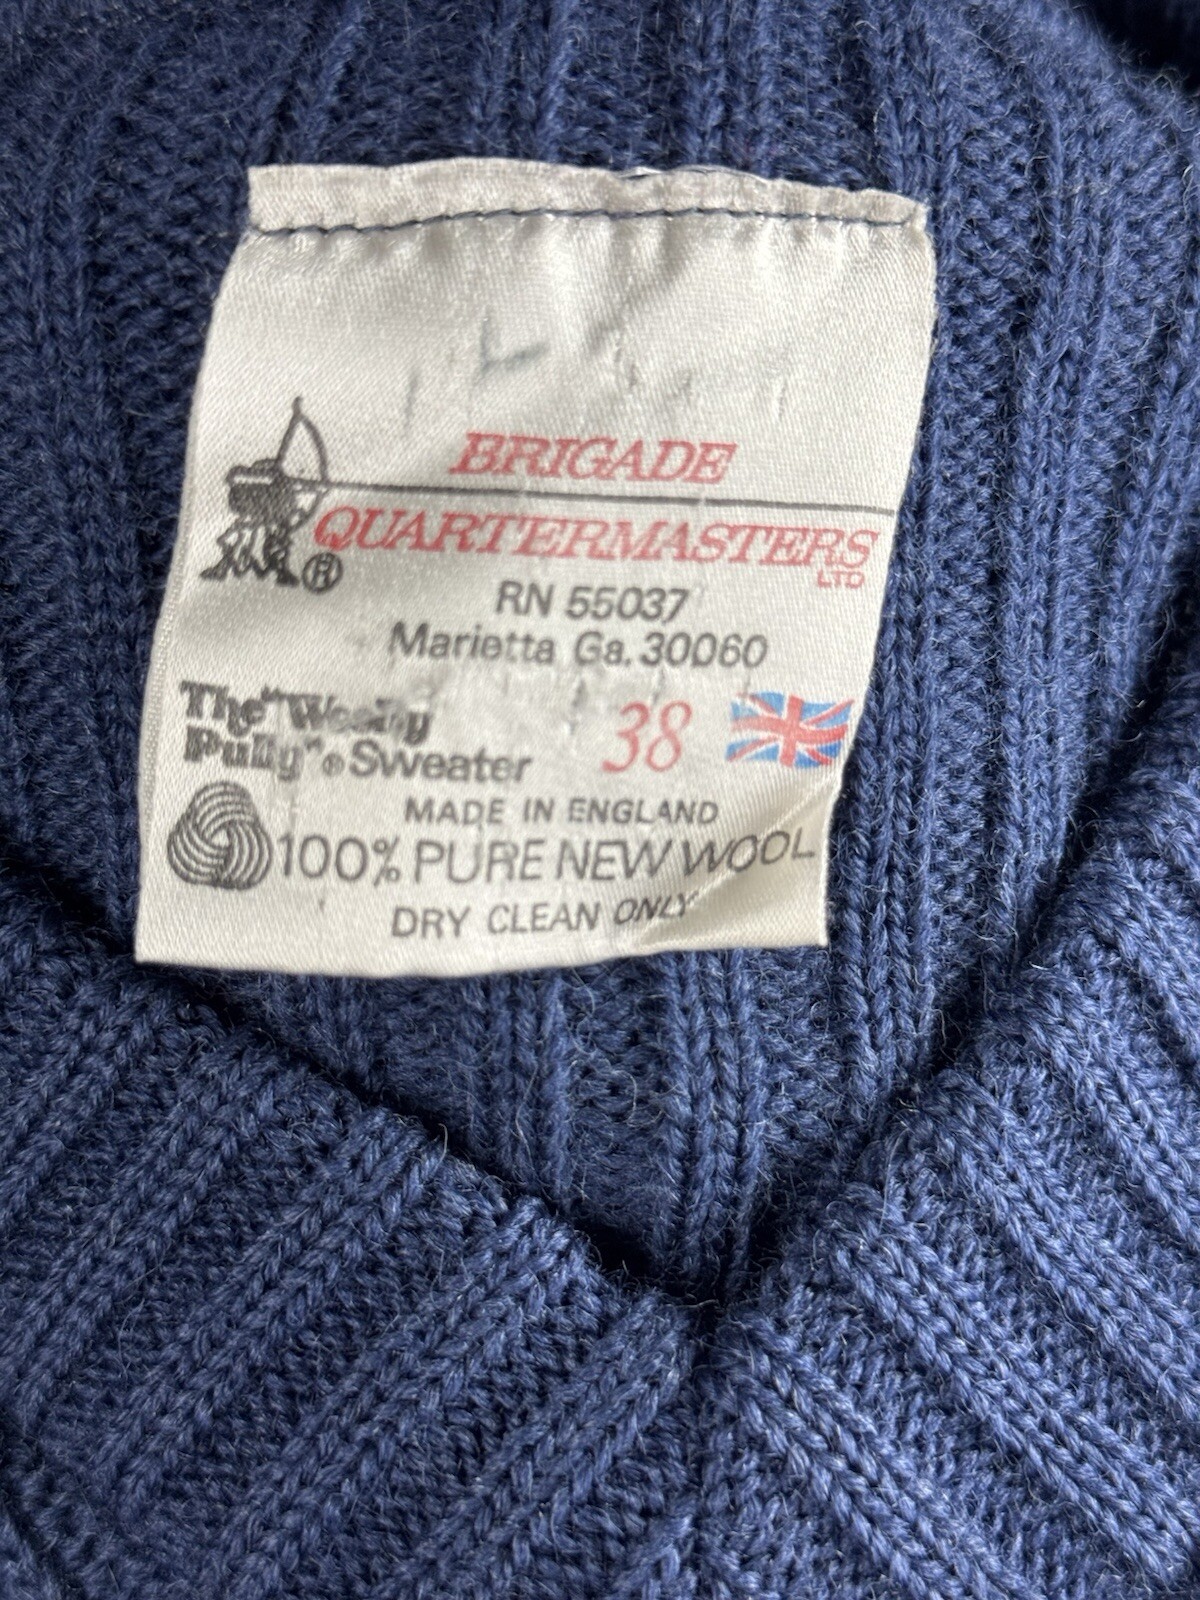 BRIGADE
QUARTERMASTERS
LTD
®
RN 55037
Marietta Ga. 30060
The "Woolly
Pully" ® Sweater
38
MADE IN ENGLAND
100% PURE NEW WOOL
DRY CLEAN ONLY